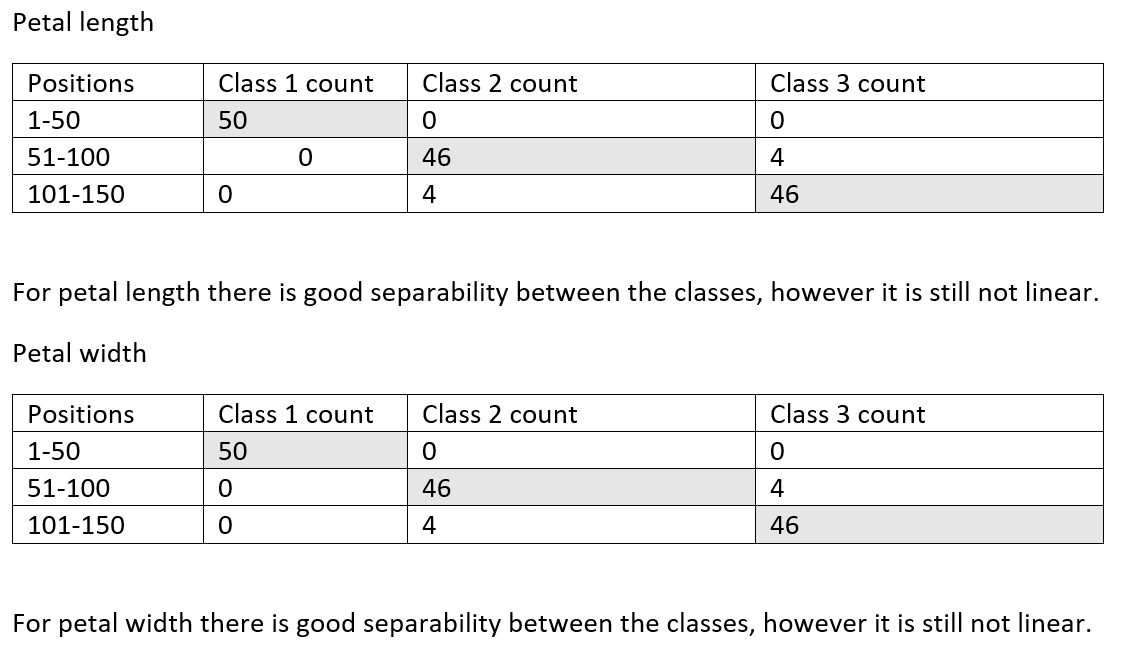 Petal length
Positions Class 1 count Class 2 count Class 3 count
1-50 50 0 0
51-100 0 46 4
101-150 0 4 46
For petal length there is good separability between the classes, however it is still not linear.
Petal width
Positions Class 1 count Class 2 count Class 3 count
1-50 50 0 0
51-100 0 46 4
101-150 0 4 46
For petal width there is good separability between the classes, however it is still not linear.